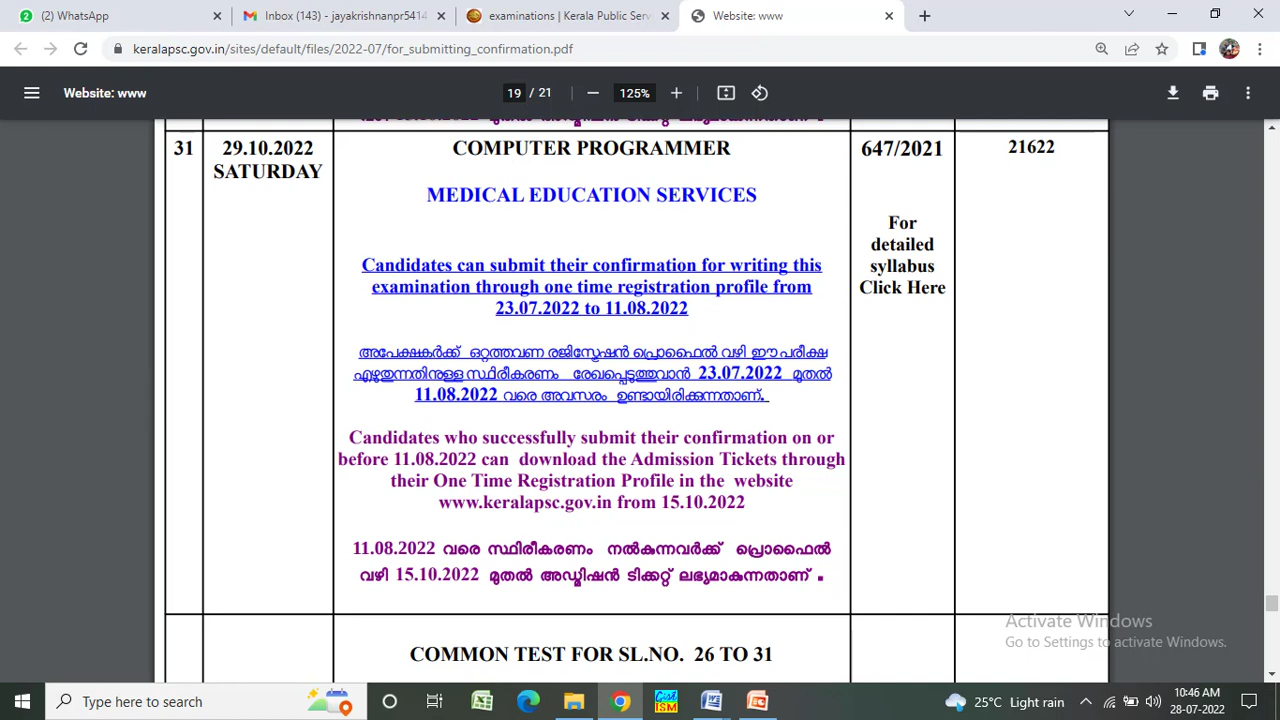 (2) WhatsApp
Inbox (143) - jayakrishnanpr5414
examinations | Kerala Public Serv
Website: www
keralapsc.gov.in/sites/default/files/2022-07/for_submitting_confirmation.pdf
Website: www
19 / 21
125%
31
29.10.2022
SATURDAY
COMPUTER PROGRAMMER
MEDICAL EDUCATION SERVICES
647/2021
21622
For
detailed
syllabus
Click Here
Candidates can submit their confirmation for writing this
examination through one time registration profile from
23.07.2022 to 11.08.2022
അപേക്ഷകർക്ക് ഒറ്റത്തവണ രജിസ്ട്രേഷൻ പ്രൊഫൈൽ വഴി ഈ പരീക്ഷ
എഴുതുന്നതിനുള്ള സ്ഥിരീകരണം രേഖപ്പെടുത്തുവാൻ 23.07.2022 മുതൽ
11.08.2022 വരെ അവസരം ഉണ്ടായിരിക്കുന്നതാണ്.
Candidates who successfully submit their confirmation on or
before 11.08.2022 can download the Admission Tickets through
their One Time Registration Profile in the website
www.keralapsc.gov.in from 15.10.2022
11.08.2022 വരെ സ്ഥിരീകരണം നൽകുന്നവർക്ക് പ്രൊഫൈൽ
വഴി 15.10.2022 മുതൽ അഡ്മിഷൻ ടിക്കറ്റ് ലഭ്യമാകുന്നതാണ് .
COMMON TEST FOR SL.NO. 26 TO 31
Activate Windows
Go to Settings to activate Windows.
Type here to search
Gist
ISM
25°C Light rain
10:46 AM
28-07-2022